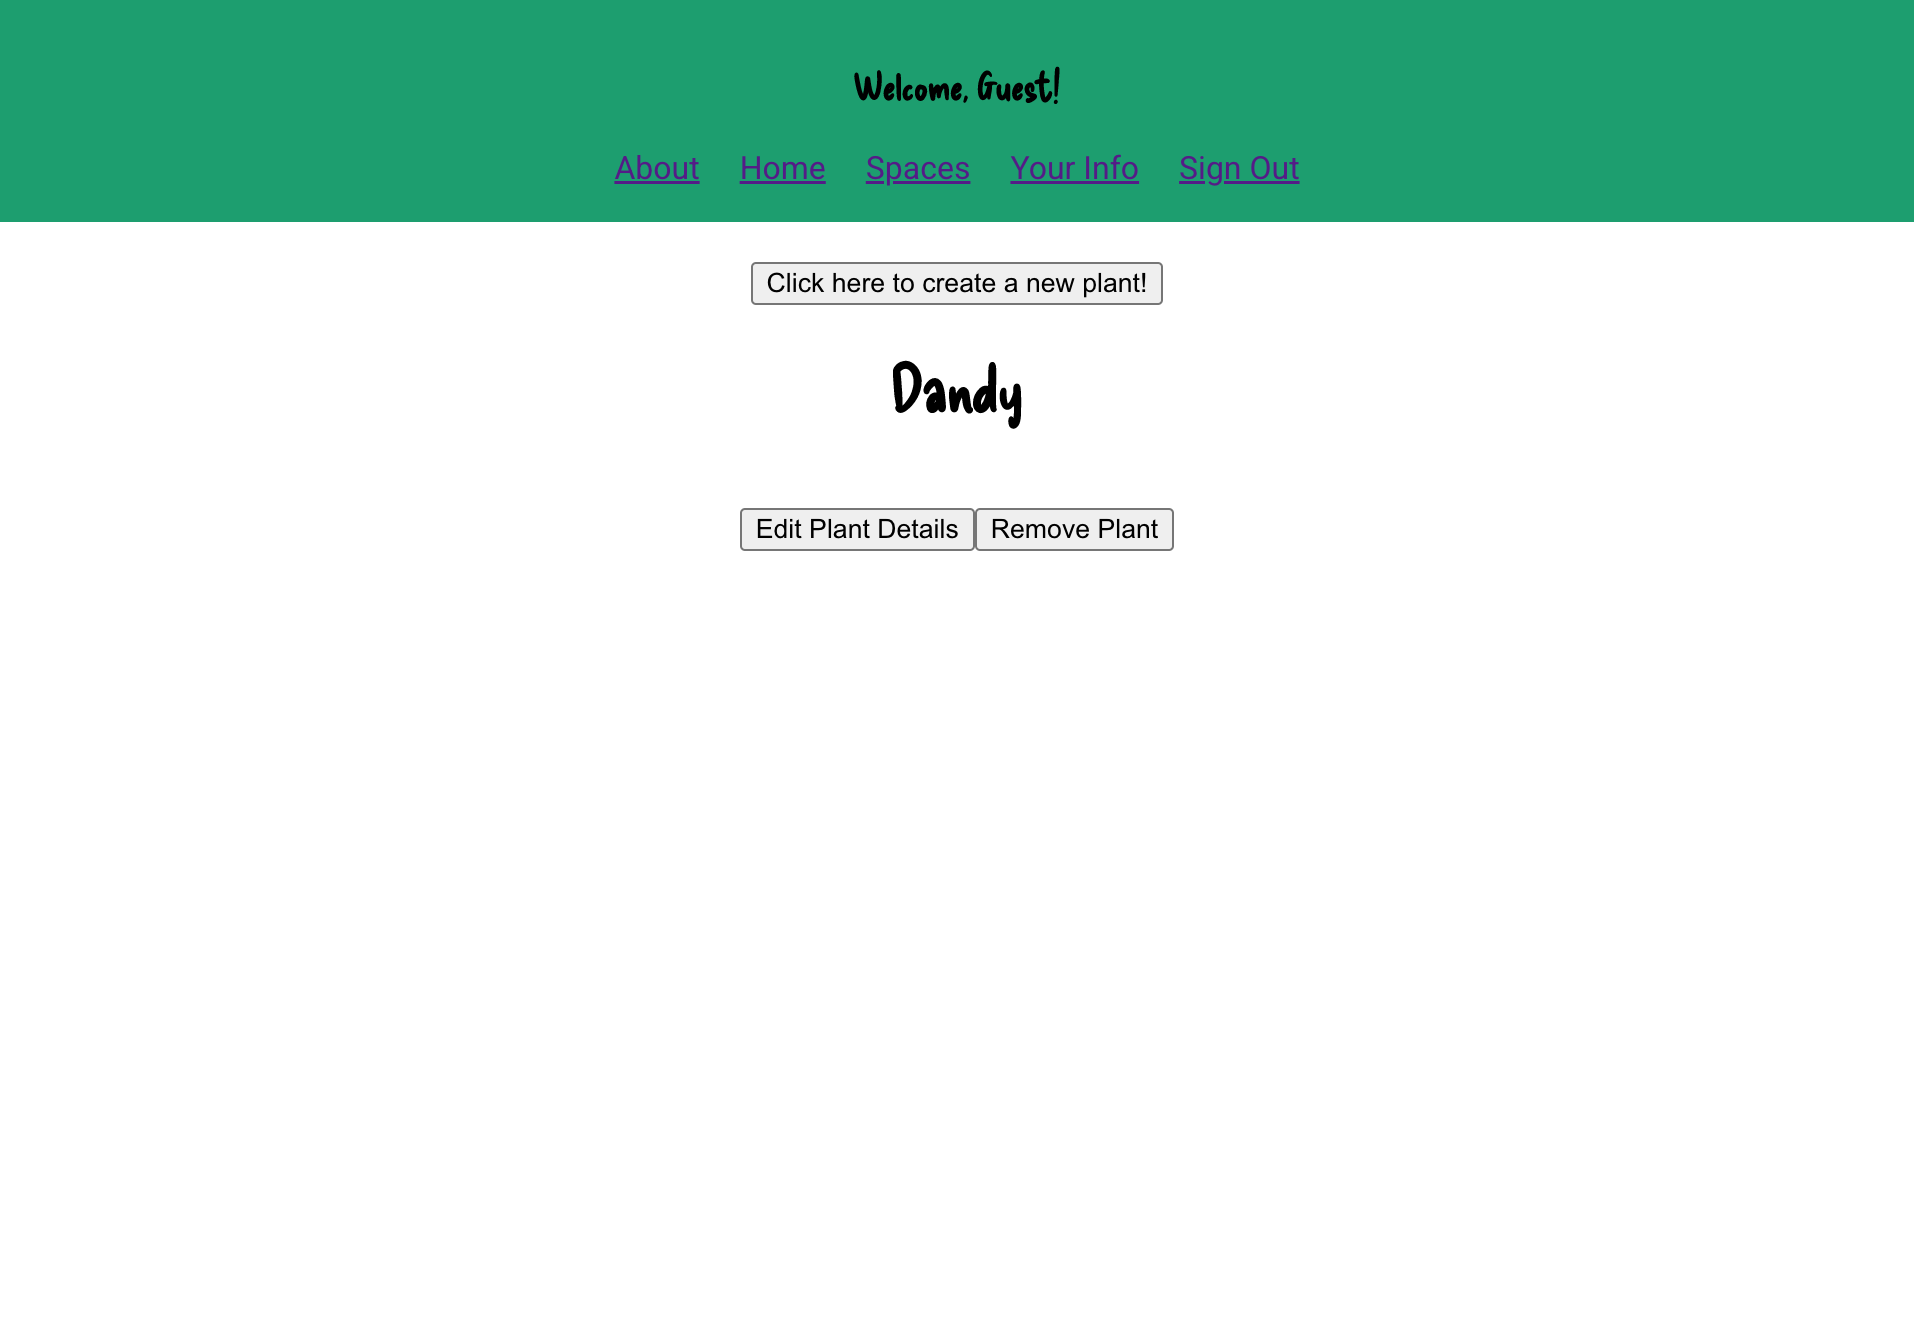 Welcome, Guest!
About Home Spaces Your Info Sign Out
Click here to create a new plant!
Dandy
Edit Plant Details Remove Plant